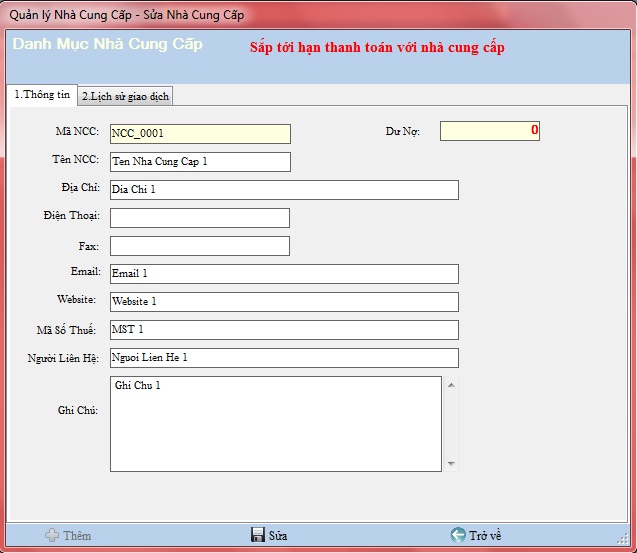 Quản lý Nhà Cung Cấp - Sửa Nhà Cung Cấp
Danh Mục Nhà Cung Cấp
Sắp tới hạn thanh toán với nhà cung cấp
1.Thông tin 2.Lịch sử giao dịch
Mã NCC: NCC_0001 Dư Nợ: 0
Tên NCC: Ten Nha Cung Cap 1
Địa Chỉ: Dia Chi 1
Điện Thoại:
Fax:
Email: Email 1
Website: Website 1
Mã Số Thuế: MST 1
Người Liên Hệ: Nguoi Lien He 1
Ghi Chú: Ghi Chu 1
Thêm Sửa Trở về